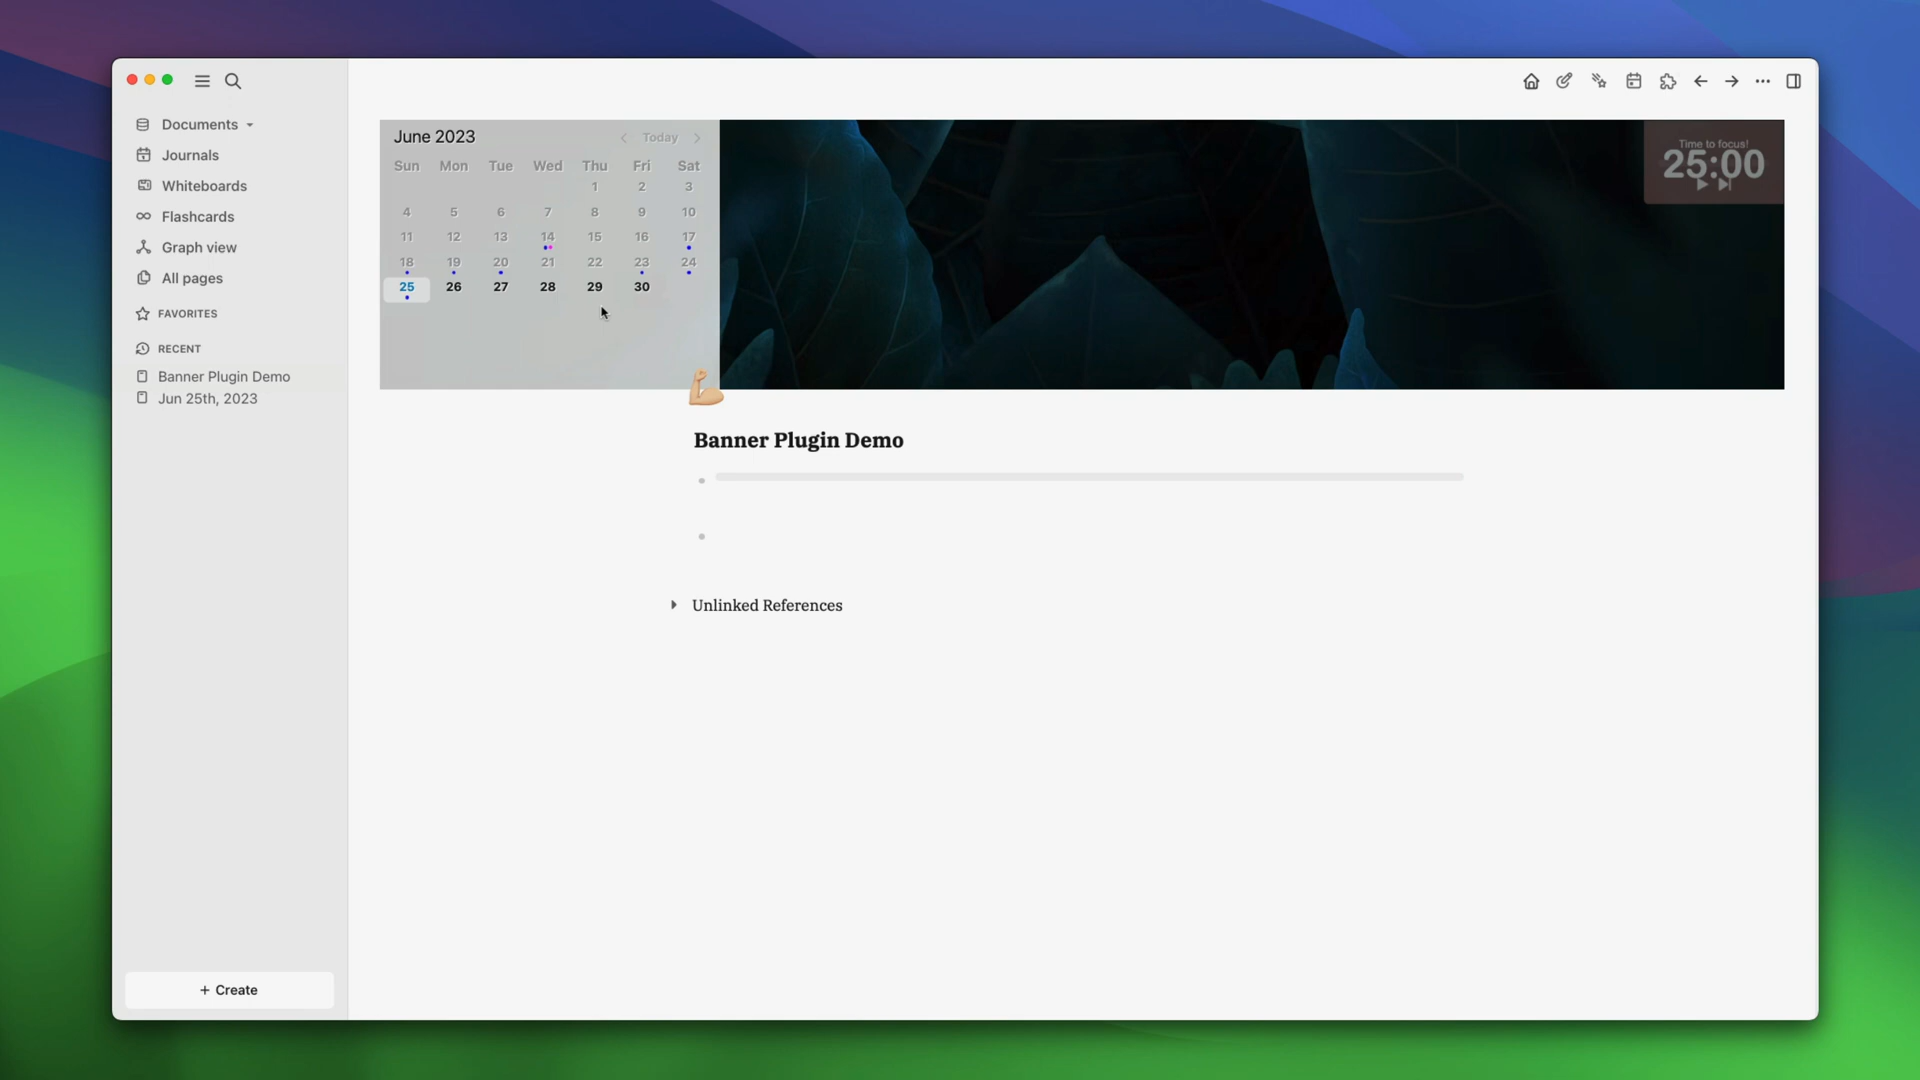 Documents
Journals
Whiteboards
Flashcards
Graph view
All pages
FAVORITES
RECENT
Banner Plugin Demo
Jun 25th, 2023
+ Create
June 2023
< Today >
Sun Mon Tue Wed Thu Fri Sat
1 2 3
4 5 6 7 8 9 10
11 12 13 14 15 16 17
18 19 20 21 22 23 24
25 26 27 28 29 30
Time to focus!
25:00
Banner Plugin Demo
Unlinked References